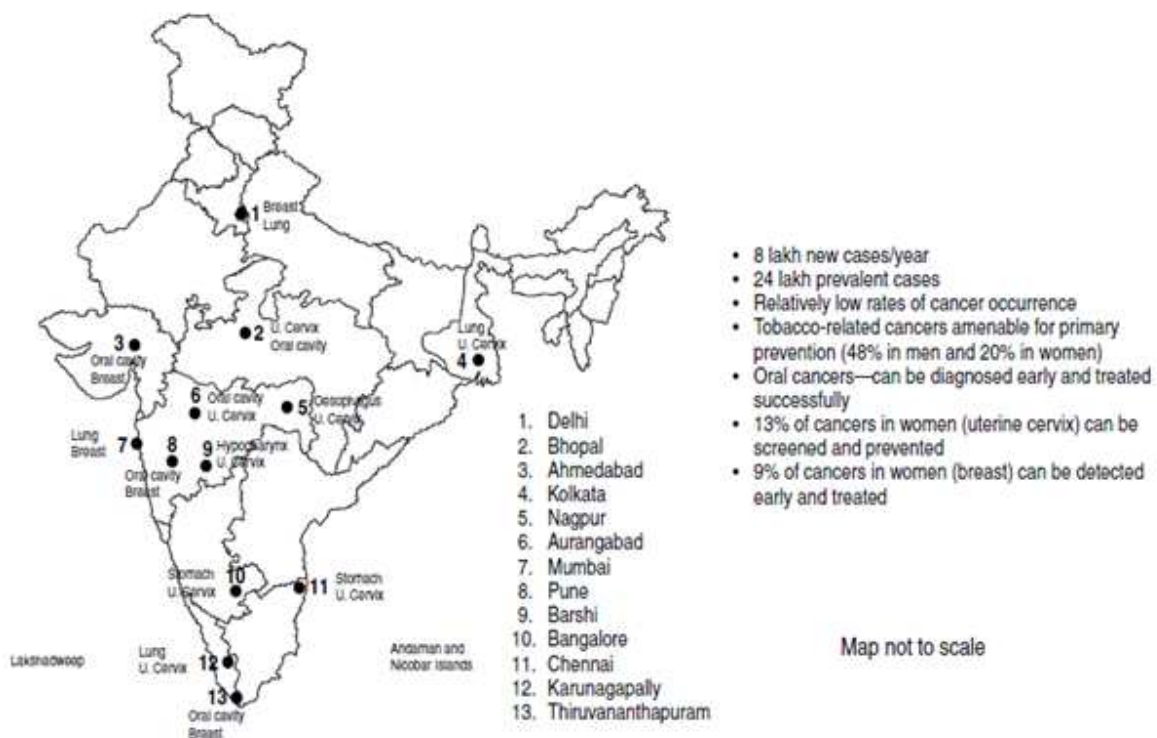 1 Breast
Lung
2 U. Cervix
Oral cavity
3
Oral cavity
Breast
Lung
U. Cervix
4
6 Oral cavity
U. Cervix
5 Oesophagus
U. Cervix
Lung
Breast 7
8
Oral cavity
Breast
9 Hypopharynx
U. Cervix
Stomach
U. Cervix
10
11 Stomach
U. Cervix
Lung
U. Cervix
12
13
Oral cavity
Breast
Lakshadweep
Andaman and
Nicobar Islands
1. Delhi
2. Bhopal
3. Ahmedabad
4. Kolkata
5. Nagpur
6. Aurangabad
7. Mumbai
8. Pune
9. Barshi
10. Bangalore
11. Chennai
12. Karunagapally
13. Thiruvananthapuram
• 8 lakh new cases/year
• 24 lakh prevalent cases
• Relatively low rates of cancer occurrence
• Tobacco-related cancers amenable for primary
prevention (48% in men and 20% in women)
• Oral cancers—can be diagnosed early and treated
successfully
• 13% of cancers in women (uterine cervix) can be
screened and prevented
• 9% of cancers in women (breast) can be detected
early and treated
Map not to scale